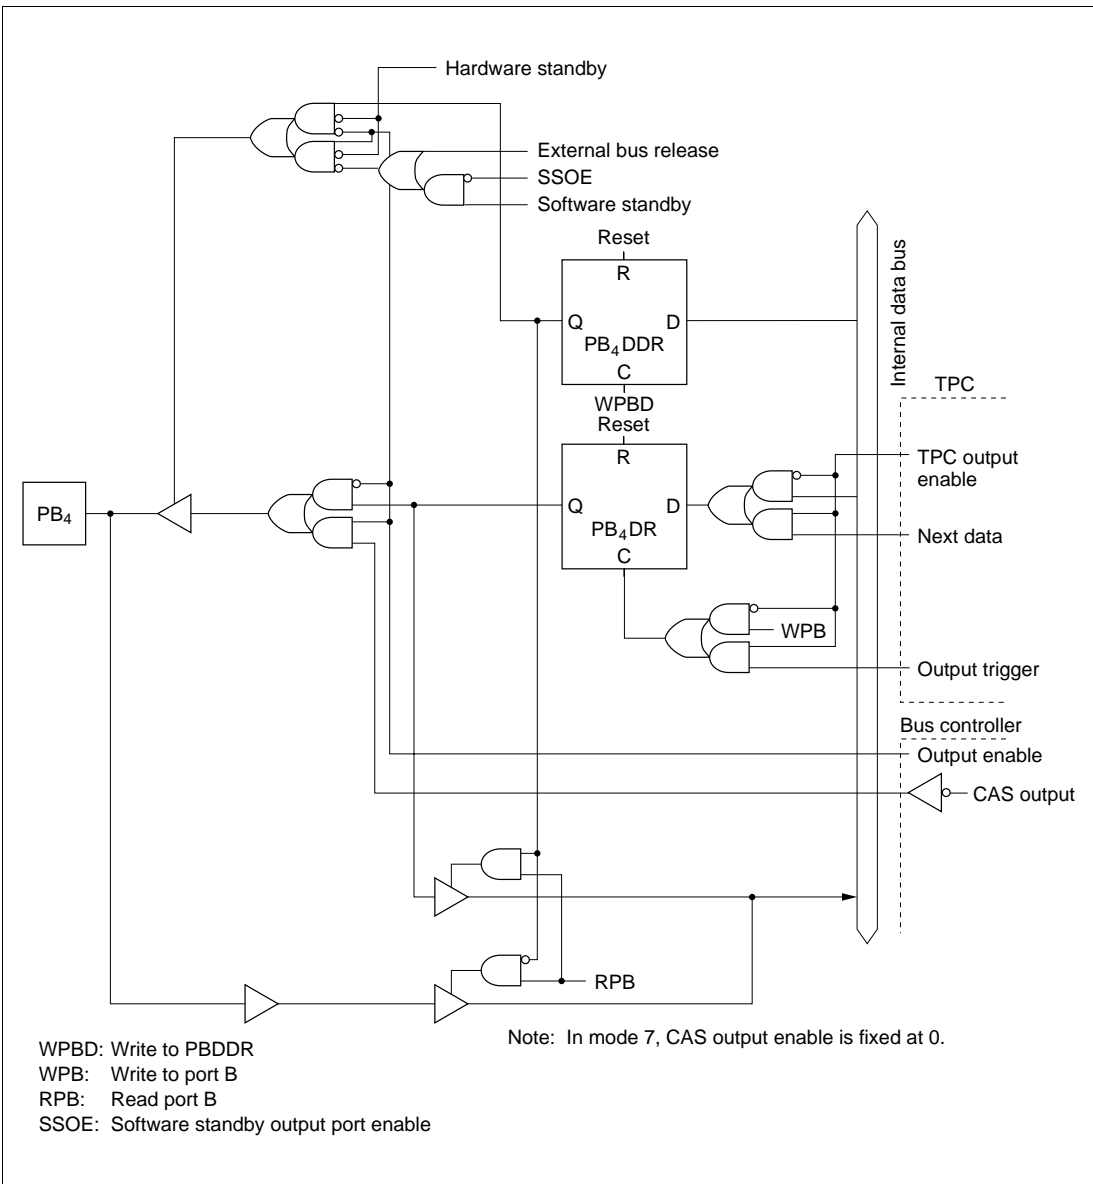 Hardware standby
External bus release
SSOE
Software standby
Reset
R
Q D
PB4DDR
C
WPBD
Internal data bus
TPC
Reset
R
TPC output
enable
Q D
PB4
PB4DR
C
Next data
WPB
Output trigger
Bus controller
Output enable
CAS output
RPB
Note: In mode 7, CAS output enable is fixed at 0.
WPBD: Write to PBDDR
WPB: Write to port B
RPB: Read port B
SSOE: Software standby output port enable